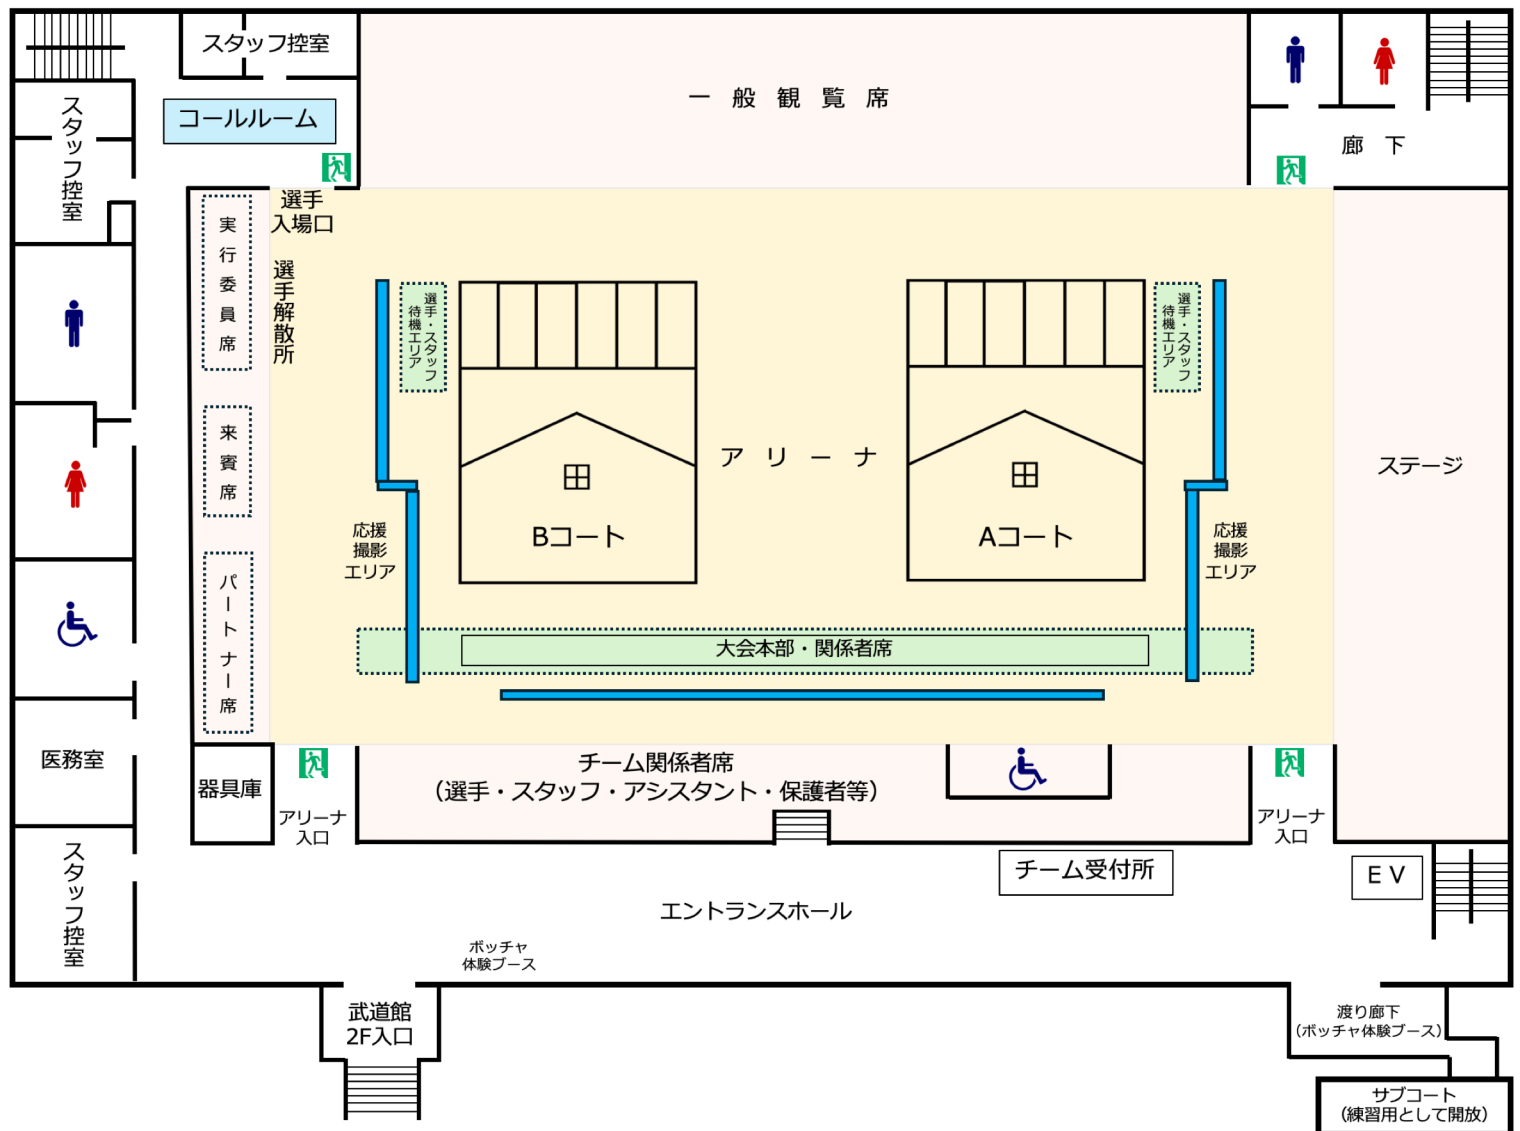 スタッフ控室
コールルーム
一般観覧席
廊下
スタッフ控室
選手
入場口
選手解散所
実行委員席
来賓席
パートナー席
選手・スタッフ
待機エリア
選手・スタッフ
待機エリア
アリーナ
ステージ
Bコート
Aコート
応援
撮影
エリア
応援
撮影
エリア
大会本部・関係者席
医務室
器具庫
アリーナ
入口
チーム関係者席
（選手・スタッフ・アシスタント・保護者等）
アリーナ
入口
チーム受付所
ＥＶ
スタッフ控室
エントランスホール
ボッチャ
体験ブース
武道館
2F入口
渡り廊下
（ボッチャ体験ブース）
サブコート
（練習用として開放）